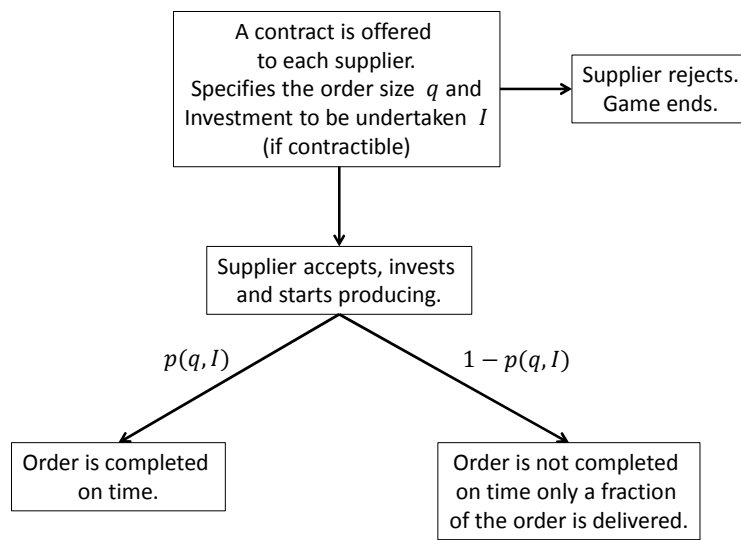 A contract is offered
to each supplier.
Specifies the order size q and
Investment to be undertaken I
(if contractible)
Supplier rejects.
Game ends.
Supplier accepts, invests
and starts producing.
p(q, I)
1 − p(q, I)
Order is completed
on time.
Order is not completed
on time only a fraction
of the order is delivered.